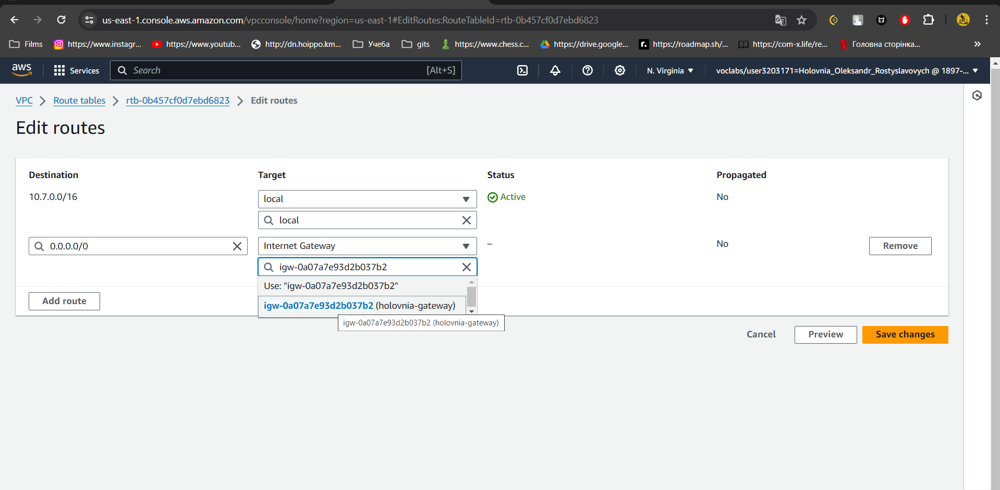 us-east-1.console.aws.amazon.com/vpcconsole/home?region=us-east-1#EditRoutes:RouteTableId=rtb-0b457cf0d7ebd6823
Films https://www.instagr... https://www.youtub... http://dn.hoippo.km... Учеба gits https://www.chess.c... https://drive.google... https://roadmap.sh/... https://com-x.life/re... Головна сторінка... »
aws Services Search [Alt+S] N. Virginia voclabs/user3203171=Holovnia_Oleksandr_Rostyslavovych @ 1897-...
VPC Route tables rtb-0b457cf0d7ebd6823 Edit routes
Edit routes
Destination Target Status Propagated
10.7.0.0/16 local Active No
local
0.0.0.0/0 Internet Gateway – No Remove
igw-0a07a7e93d2b037b2
Use: "igw-0a07a7e93d2b037b2"
Add route igw-0a07a7e93d2b037b2 (holovnia-gateway)
igw-0a07a7e93d2b037b2 (holovnia-gateway)
Cancel Preview Save changes